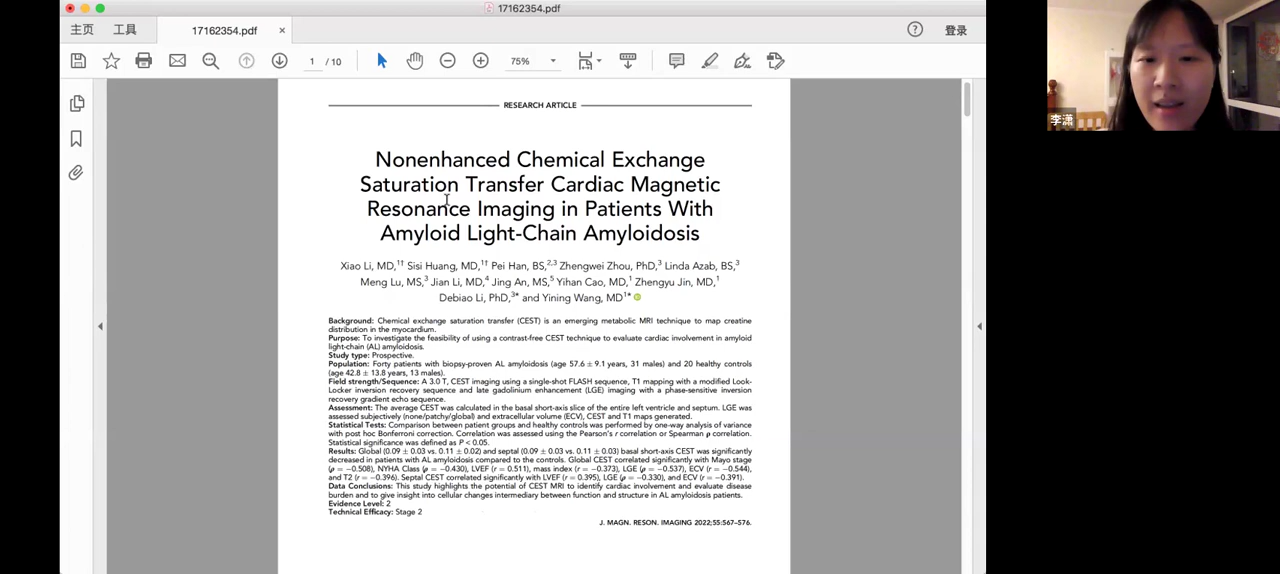 17162354.pdf
主页 工具 17162354.pdf × 登录
1 / 10 75%
李潇
RESEARCH ARTICLE
Nonenhanced Chemical Exchange
Saturation Transfer Cardiac Magnetic
Resonance Imaging in Patients With
Amyloid Light-Chain Amyloidosis
Xiao Li, MD,1† Sisi Huang, MD,1† Pei Han, BS,2,3 Zhengwei Zhou, PhD,3 Linda Azab, BS,3
Meng Lu, MS,3 Jian Li, MD,4 Jing An, MS,5 Yihan Cao, MD,1 Zhengyu Jin, MD,1
Debiao Li, PhD,3* and Yining Wang, MD1*
Background: Chemical exchange saturation transfer (CEST) is an emerging metabolic MRI technique to map creatine
distribution in the myocardium.
Purpose: To investigate the feasibility of using a contrast-free CEST technique to evaluate cardiac involvement in amyloid
light-chain (AL) amyloidosis.
Study type: Prospective.
Population: Forty patients with biopsy-proven AL amyloidosis (age 57.6 ± 9.1 years, 31 males) and 20 healthy controls
(age 42.8 ± 13.8 years, 13 males).
Field strength/Sequence: A 3.0 T, CEST imaging using a single-shot FLASH sequence, T1 mapping with a modified Look-
Locker inversion recovery sequence and late gadolinium enhancement (LGE) imaging with a phase-sensitive inversion
recovery gradient echo sequence.
Assessment: The average CEST was calculated in the basal short-axis slice of the entire left ventricle and septum. LGE was
assessed subjectively (none/patchy/global) and extracellular volume (ECV), CEST and T1 maps generated.
Statistical Tests: Comparison between patient groups and healthy controls was performed by one-way analysis of variance
with post hoc Bonferroni correction. Correlation was assessed using the Pearson's r correlation or Spearman ρ correlation.
Statistical significance was defined as P < 0.05.
Results: Global (0.09 ± 0.03 vs. 0.11 ± 0.02) and septal (0.09 ± 0.03 vs. 0.11 ± 0.03) basal short-axis CEST was significantly
decreased in patients with AL amyloidosis compared to the controls. Global CEST correlated significantly with Mayo stage
(ρ = −0.508), NYHA Class (ρ = −0.430), LVEF (r = 0.511), mass index (r = −0.373), LGE (ρ = −0.537), ECV (r = −0.544),
and T2 (r = −0.396). Septal CEST correlated significantly with LVEF (r = 0.395), LGE (ρ = −0.330), and ECV (r = −0.391).
Data Conclusions: This study highlights the potential of CEST MRI to identify cardiac involvement and evaluate disease
burden and to give insight into cellular changes intermediary between function and structure in AL amyloidosis patients.
Evidence Level: 2
Technical Efficacy: Stage 2
J. MAGN. RESON. IMAGING 2022;55:567–576.